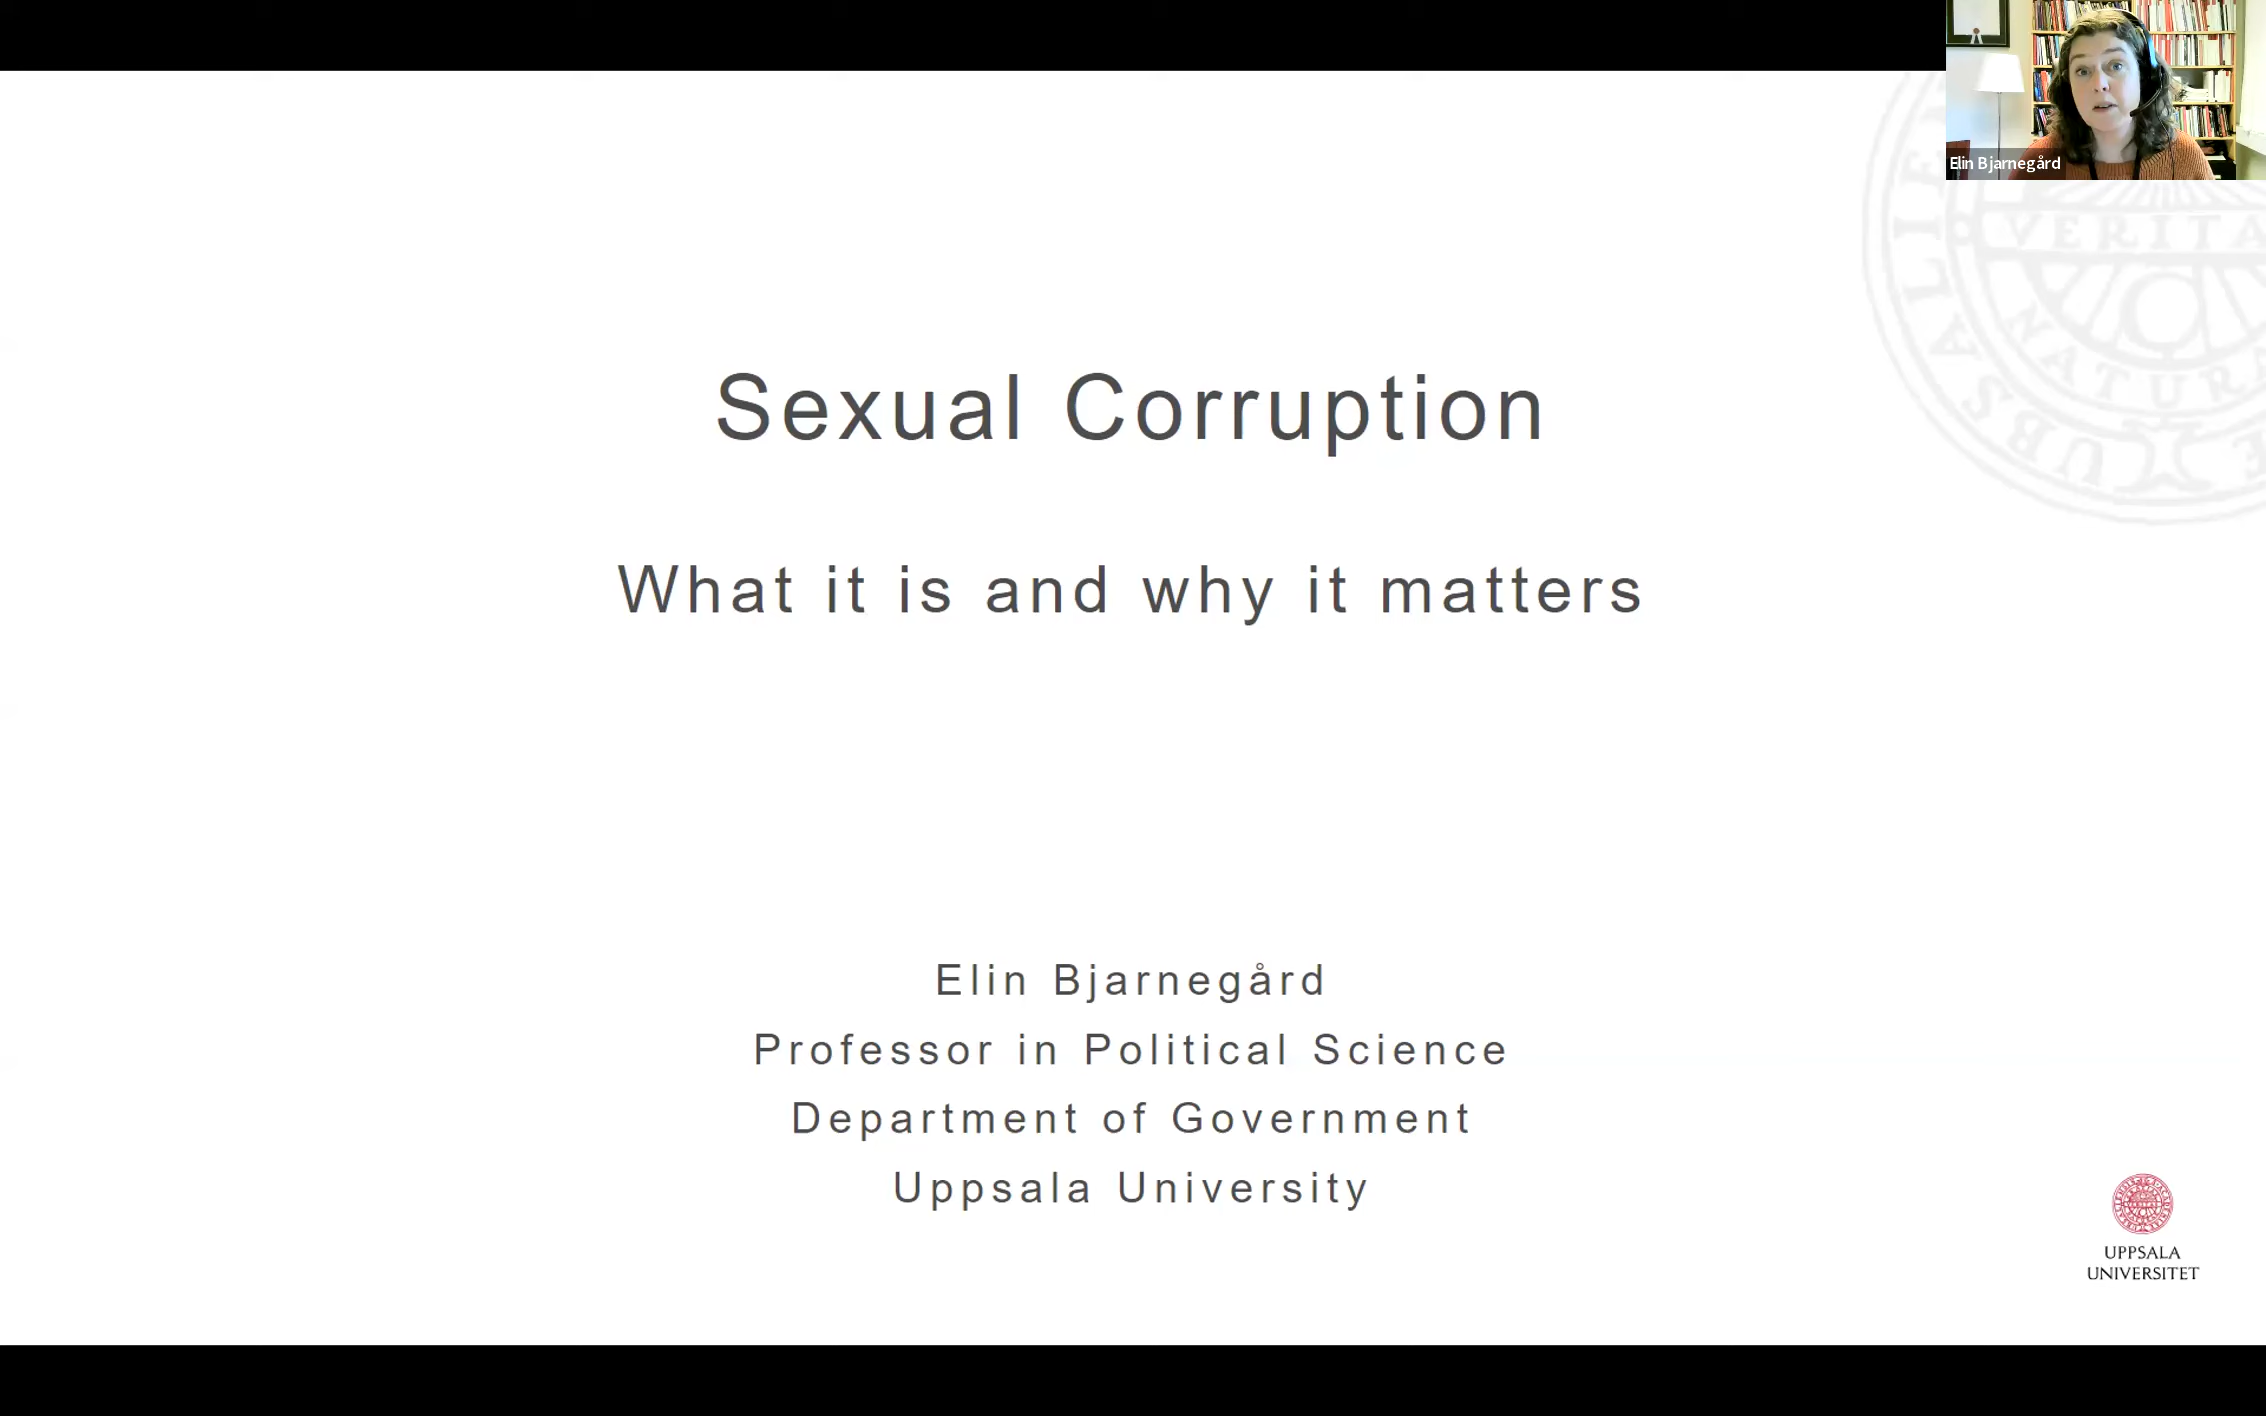 Elin Bjarnegård
Sexual Corruption
What it is and why it matters
Elin Bjarnegård
Professor in Political Science
Department of Government
Uppsala University
UPPSALA
UNIVERSITET